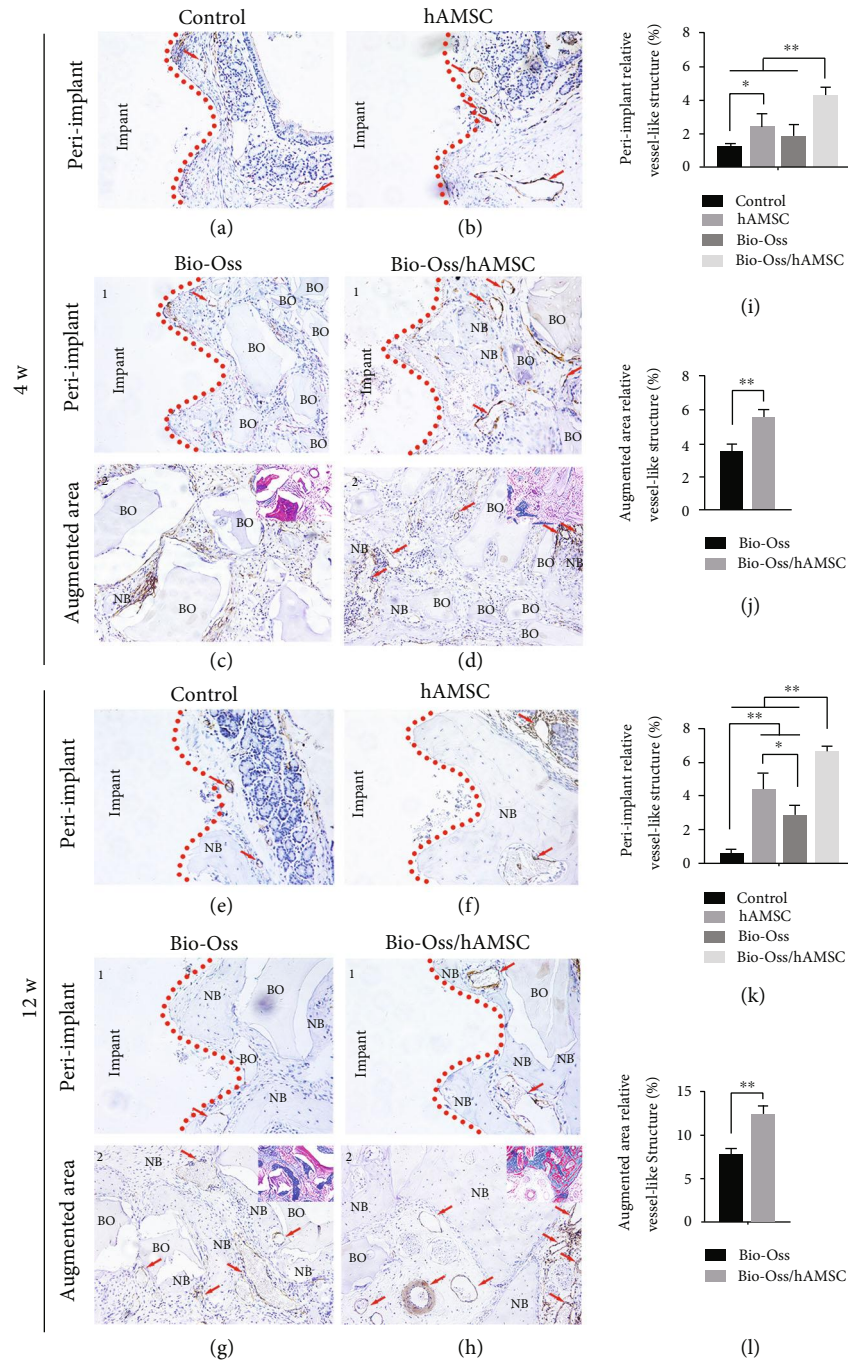 4 w
Control
hAMSC
Peri-implant
Impant
Impant
(a)
(b)
Bio-Oss
Bio-Oss/hAMSC
Peri-implant
1
Impant
BO
BO
BO
BO
BO
BO
1
Impant
NB
NB
BO
BO
BO
Augmented area
2
BO
BO
NB
BO
2
BO
NB
BO
NB
NB
BO
BO
BO
BO
(c)
(d)
Peri-implant relative
vessel-like structure (%)
8
6
4
2
0
*
**
Control
hAMSC
Bio-Oss
Bio-Oss/hAMSC
(i)
Augmented area relative
vessel-like structure (%)
8
6
4
2
0
**
Bio-Oss
Bio-Oss/hAMSC
(j)
12 w
Control
hAMSC
Peri-implant
Impant
NB
Impant
NB
(e)
(f)
Bio-Oss
Bio-Oss/hAMSC
Peri-implant
1
Impant
NB
BO
NB
BO
NB
1
Impant
NB
BO
NB
NB
NB
Augmented area
2
NB
NB
BO
BO
BO
NB
NB
NB
2
NB
NB
BO
NB
(g)
(h)
Peri-implant relative
vessel-like structure (%)
8
6
4
2
0
**
**
*
Control
hAMSC
Bio-Oss
Bio-Oss/hAMSC
(k)
Augmented area relative
vessel-like Structure (%)
15
10
5
0
**
Bio-Oss
Bio-Oss/hAMSC
(l)